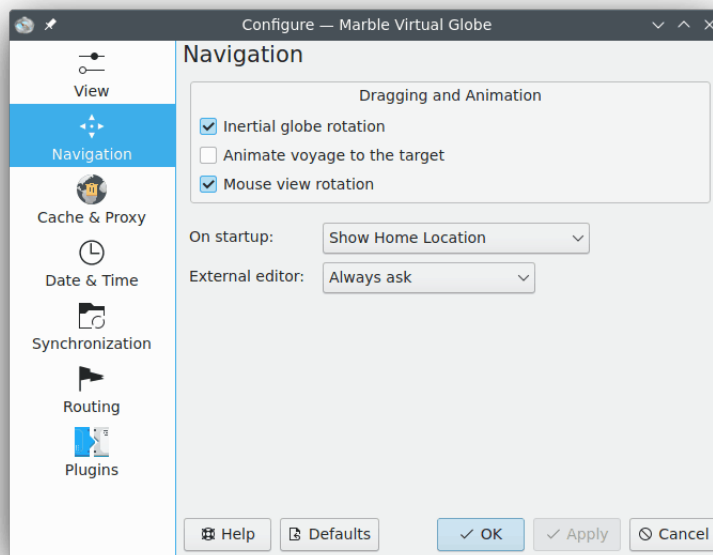 Configure — Marble Virtual Globe
View
Navigation
Cache & Proxy
Date & Time
Synchronization
Routing
Plugins
Navigation
Dragging and Animation
Inertial globe rotation
Animate voyage to the target
Mouse view rotation
On startup: Show Home Location
External editor: Always ask
Help Defaults OK Apply Cancel